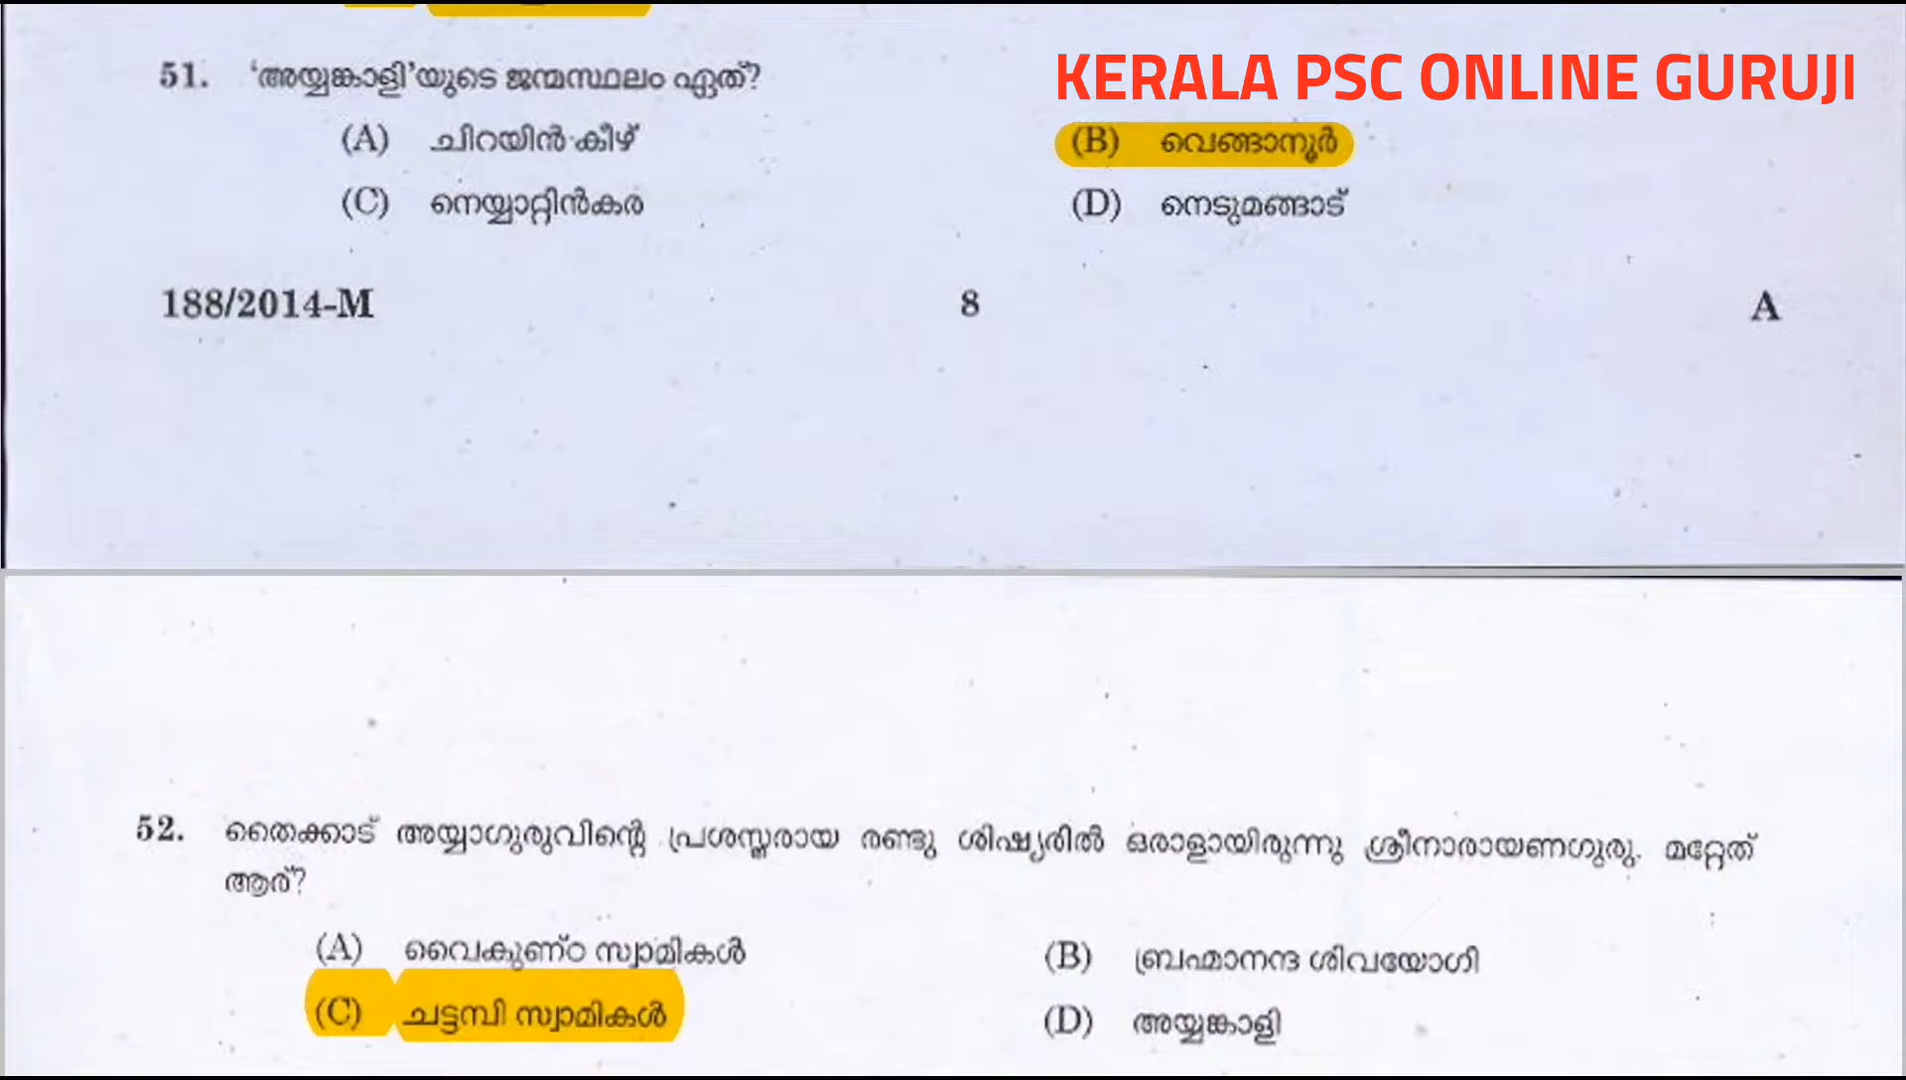 KERALA PSC ONLINE GURUJI
51. 'അയ്യങ്കാളി'യുടെ ജന്മസ്ഥലം ഏത്?
(A) ചിറയിൻകീഴ് (B) വെങ്ങാനൂർ
(C) നെയ്യാറ്റിൻകര (D) നെടുമങ്ങാട്
188/2014-M 8 A
52. തൈക്കാട് അയ്യാഗുരുവിന്റെ പ്രശസ്തരായ രണ്ടു ശിഷ്യരിൽ ഒരാളായിരുന്നു ശ്രീനാരായണഗുരു. മറ്റേത്
ആര്?
(A) വൈകുണ്ഠ സ്വാമികൾ (B) ബ്രഹ്മാനന്ദ ശിവയോഗി
(C) ചട്ടമ്പി സ്വാമികൾ (D) അയ്യങ്കാളി